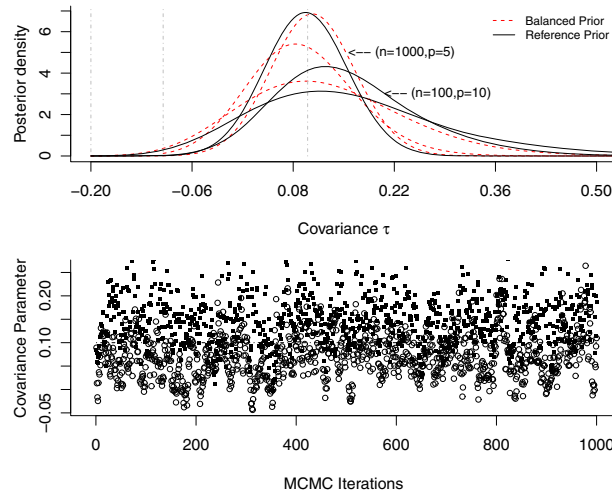 Balanced Prior
Reference Prior
(n=1000,p=5)
(n=100,p=10)
Posterior density
6
4
2
0
−0.20 −0.06 0.08 0.22 0.36 0.50
Covariance τ
Covariance Parameter
0.20
0.10
−0.05
0 200 400 600 800 1000
MCMC Iterations